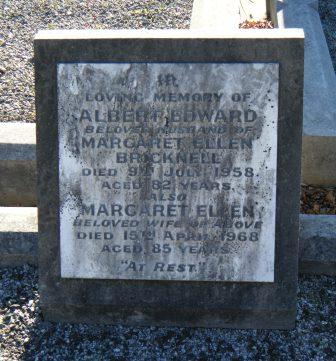 IN
LOVING MEMORY OF
ALBERT EDWARD
BELOVED HUSBAND OF
MARGARET ELLEN
BRICKNELL
DIED 9TH JULY 1958.
AGED 82 YEARS.
ALSO
MARGARET ELLEN
BELOVED WIFE OF ABOVE
DIED 15TH APRIL 1968
AGED 85 YEARS.
"AT REST"